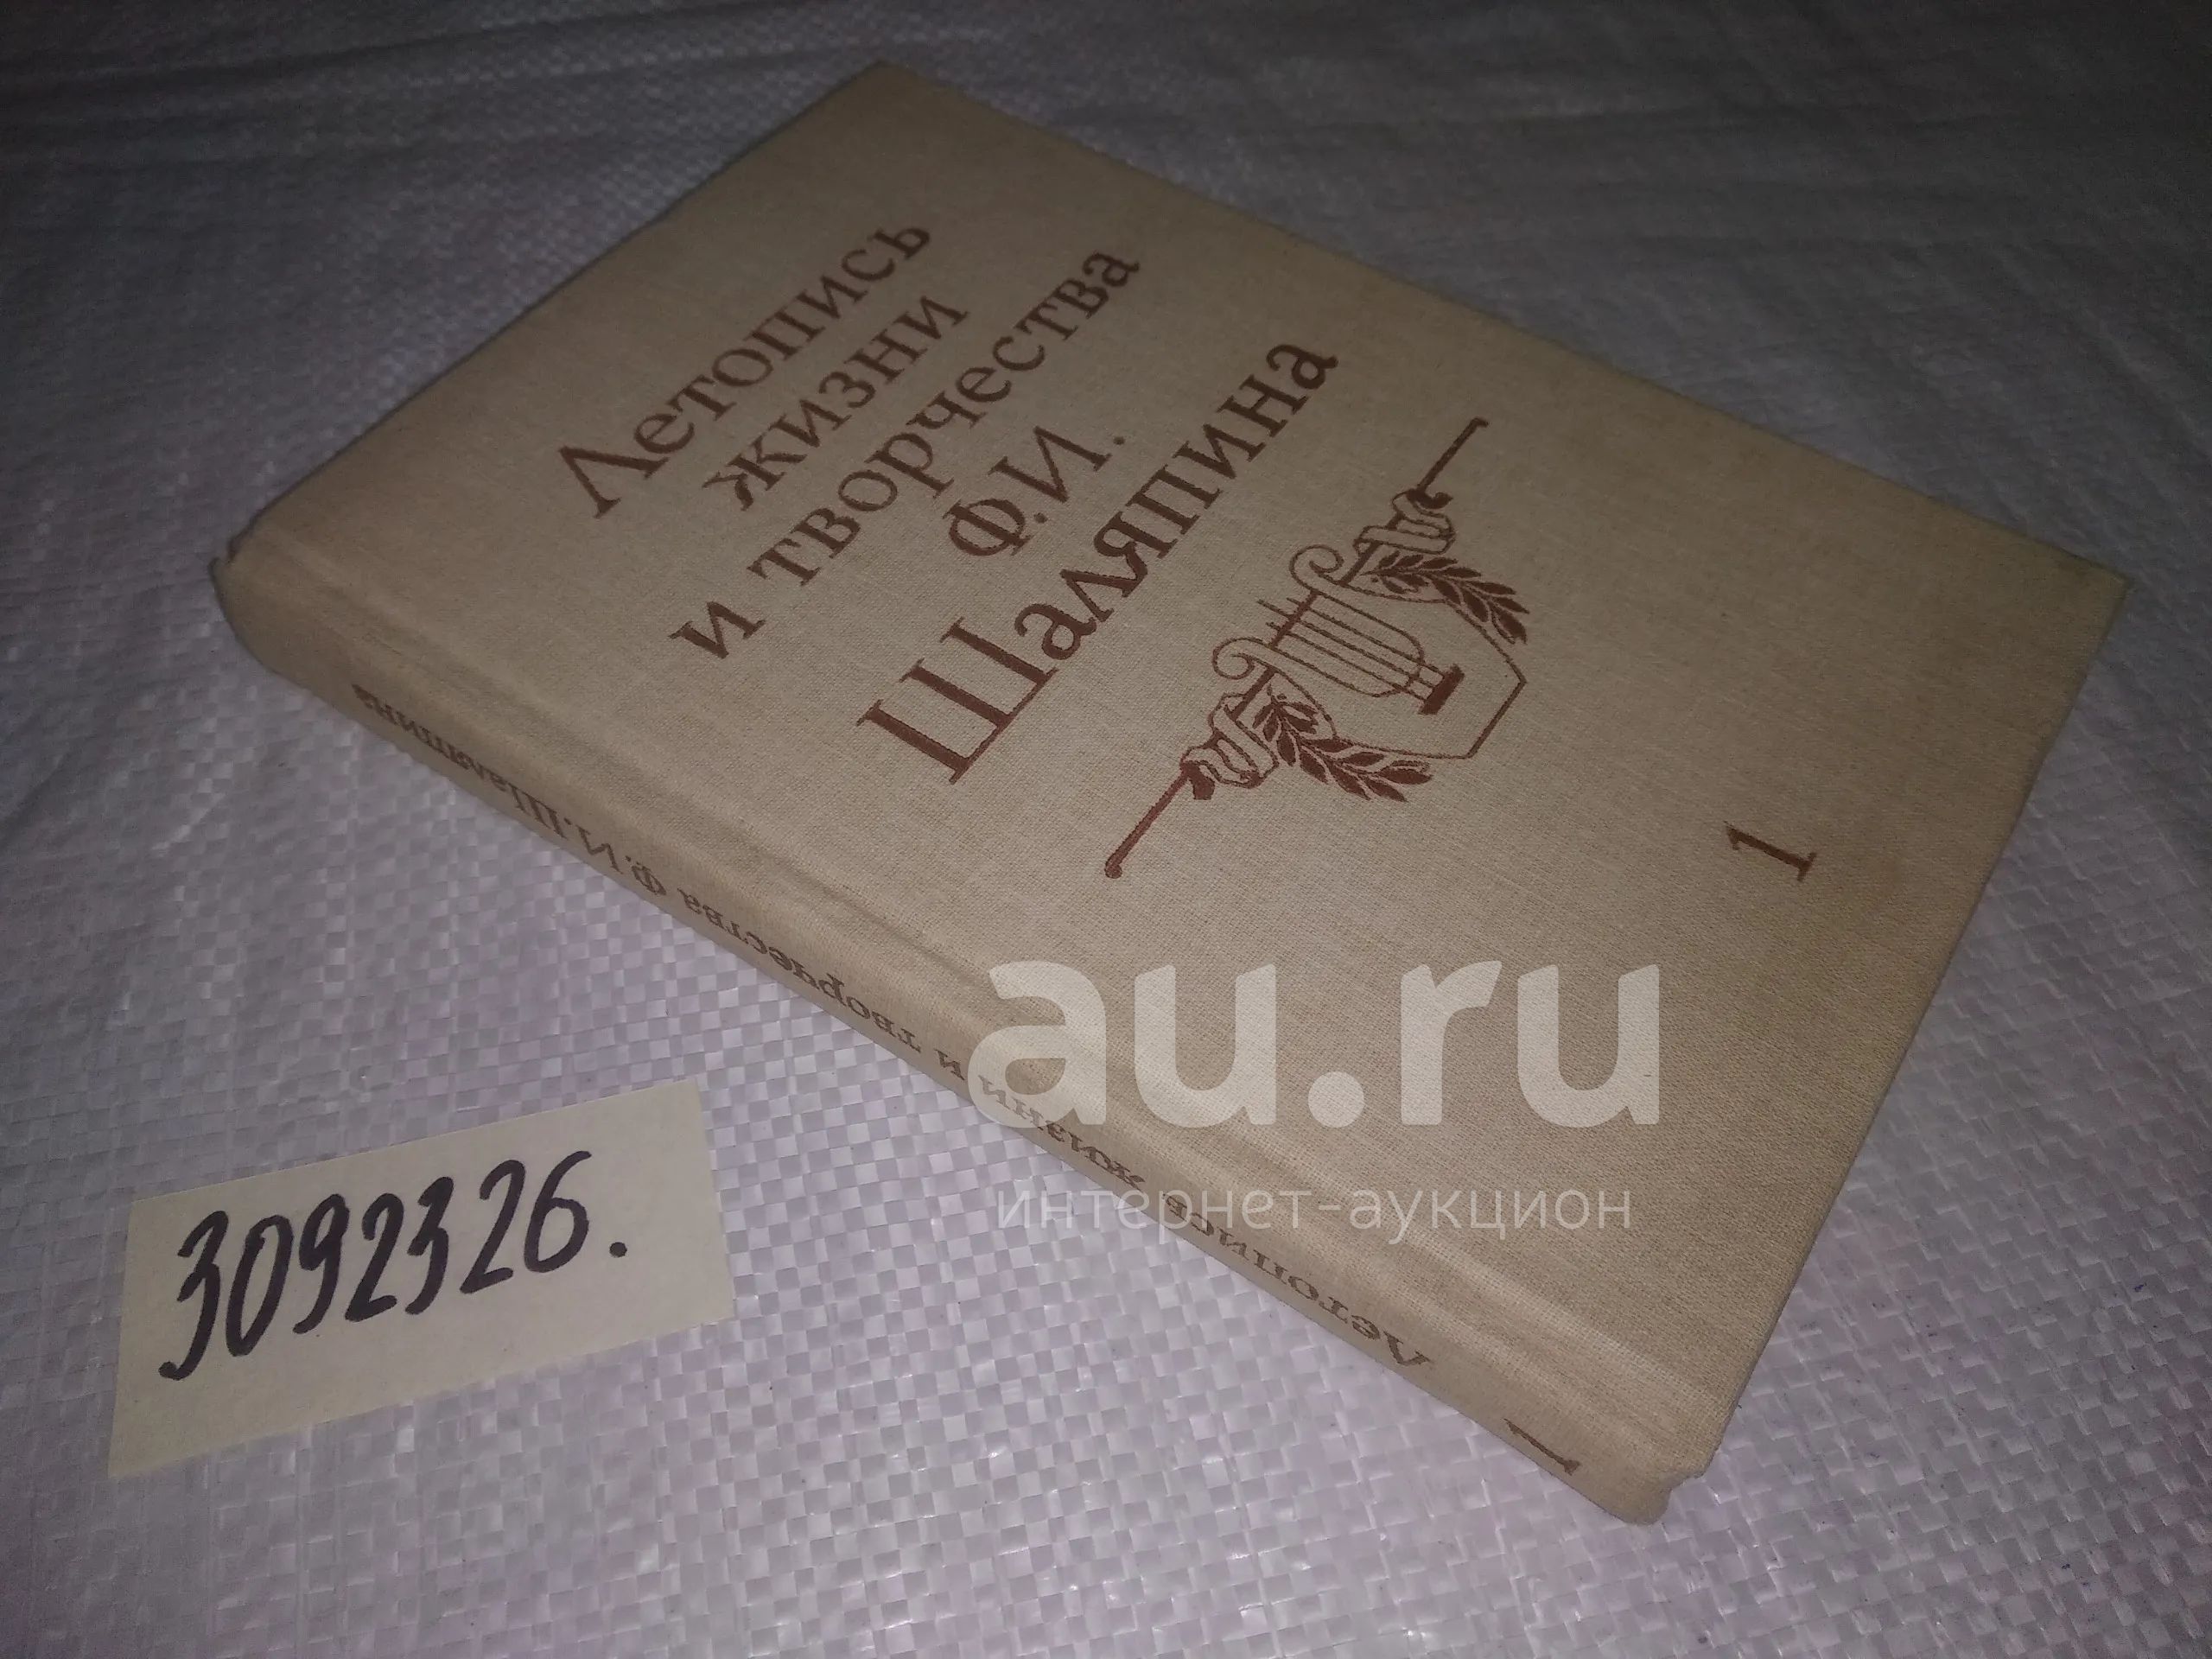 Летопись
жизни
и творчества
Ф.И.
Шаляпина
1
1 Летопись жизни и творчества Ф.И.Шаляпина
3092326.
au.ru
интернет-аукцион